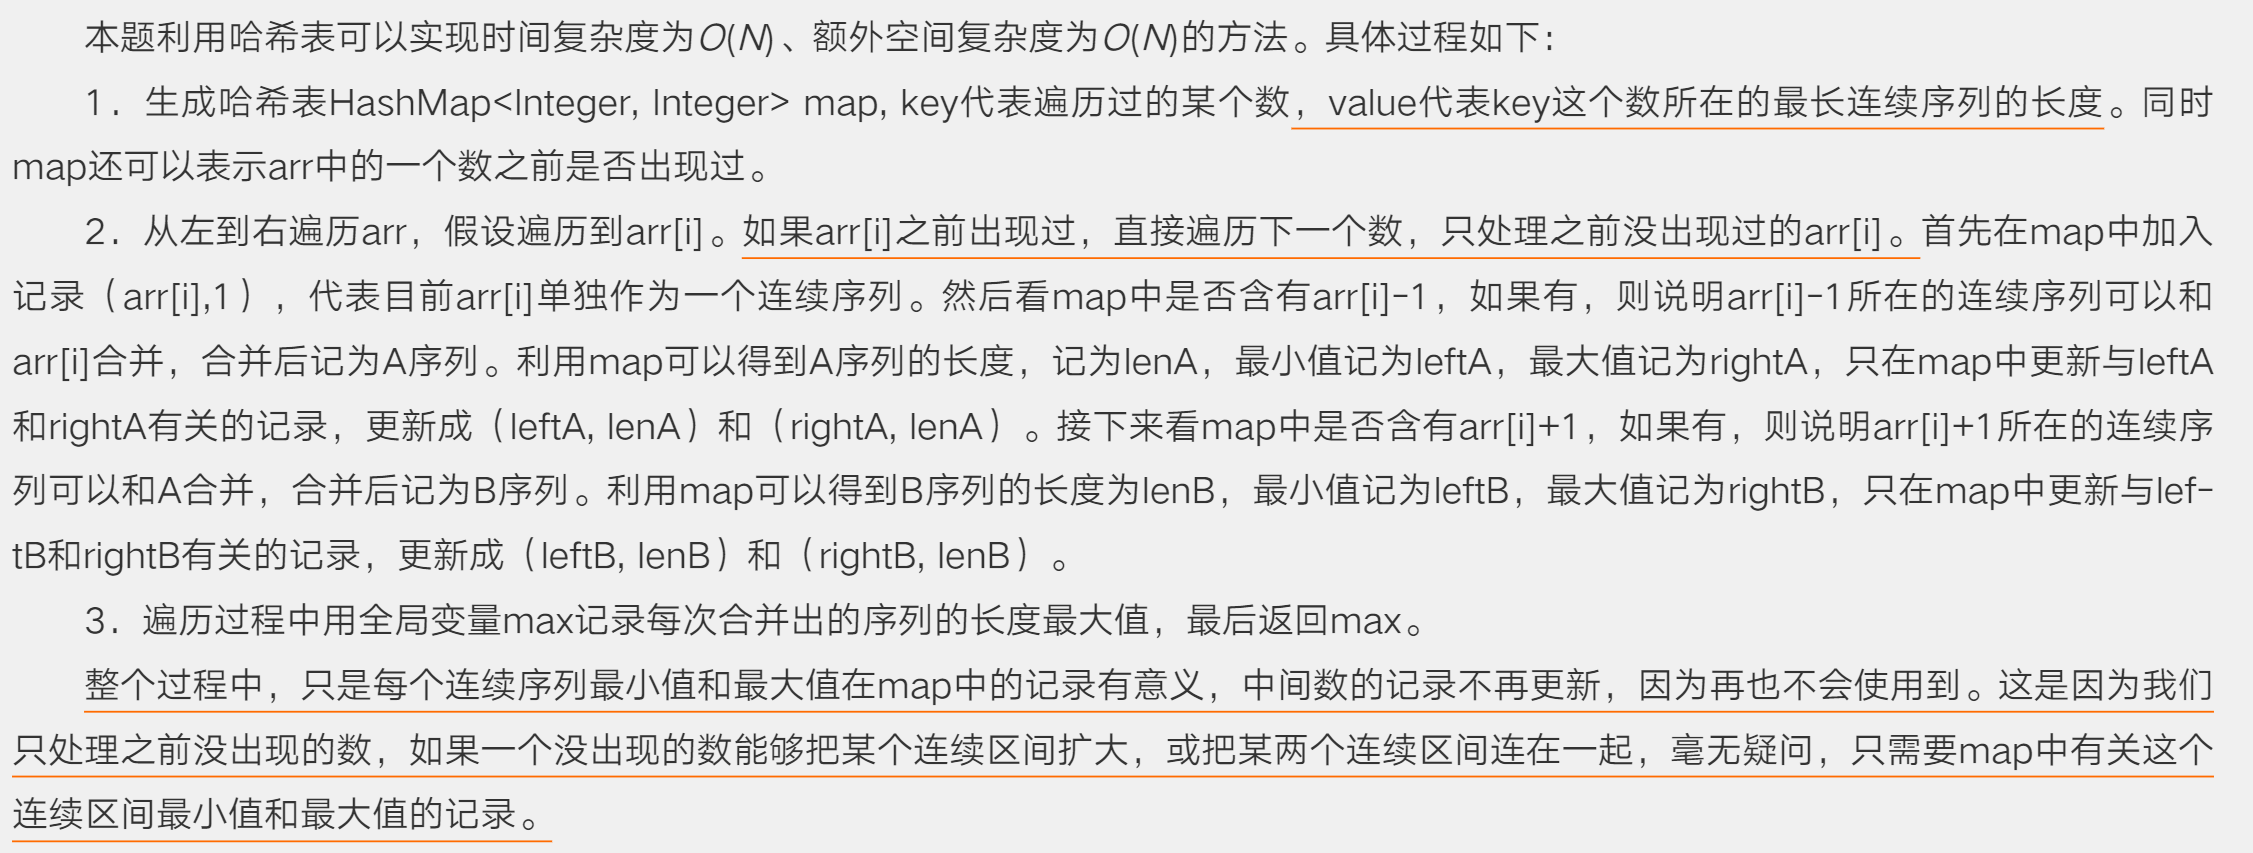 本题利用哈希表可以实现时间复杂度为O(N)、额外空间复杂度为O(N)的方法。具体过程如下：
1．生成哈希表HashMap<Integer, Integer> map, key代表遍历过的某个数，value代表key这个数所在的最长连续序列的长度。同时
map还可以表示arr中的一个数之前是否出现过。
2．从左到右遍历arr，假设遍历到arr[i]。如果arr[i]之前出现过，直接遍历下一个数，只处理之前没出现过的arr[i]。首先在map中加入
记录（arr[i],1），代表目前arr[i]单独作为一个连续序列。然后看map中是否含有arr[i]-1，如果有，则说明arr[i]-1所在的连续序列可以和
arr[i]合并，合并后记为A序列。利用map可以得到A序列的长度，记为lenA，最小值记为leftA，最大值记为rightA，只在map中更新与leftA
和rightA有关的记录，更新成（leftA, lenA）和（rightA, lenA）。接下来看map中是否含有arr[i]+1，如果有，则说明arr[i]+1所在的连续序
列可以和A合并，合并后记为B序列。利用map可以得到B序列的长度为lenB，最小值记为leftB，最大值记为rightB，只在map中更新与lef-
tB和rightB有关的记录，更新成（leftB, lenB）和（rightB, lenB）。
3．遍历过程中用全局变量max记录每次合并出的序列的长度最大值，最后返回max。
整个过程中，只是每个连续序列最小值和最大值在map中的记录有意义，中间数的记录不再更新，因为再也不会使用到。这是因为我们
只处理之前没出现的数，如果一个没出现的数能够把某个连续区间扩大，或把某两个连续区间连在一起，毫无疑问，只需要map中有关这个
连续区间最小值和最大值的记录。